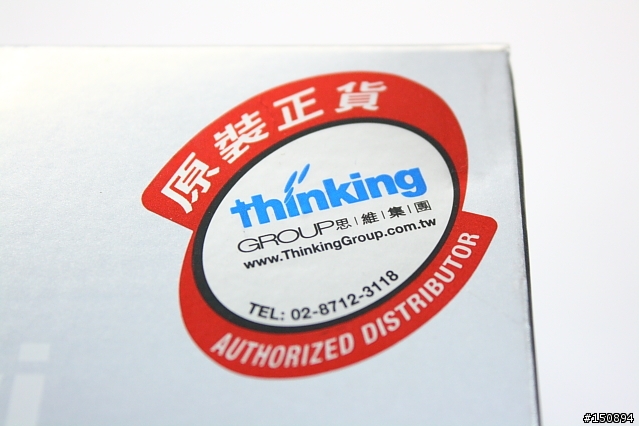 原裝正貨
thinking
GROUP思|維|集|團
www.ThinkingGroup.com.tw
TEL: 02-8712-3118
AUTHORIZED DISTRIBUTOR
#150894